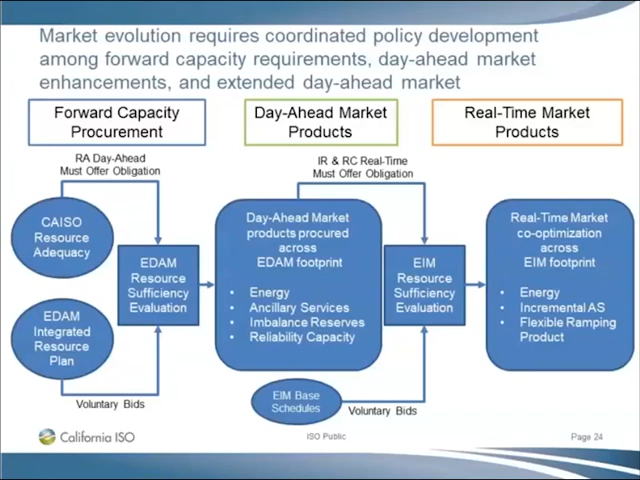 Market evolution requires coordinated policy development
among forward capacity requirements, day-ahead market
enhancements, and extended day-ahead market
Forward Capacity
Procurement
Day-Ahead Market
Products
Real-Time Market
Products
RA Day-Ahead
Must Offer Obligation
IR & RC Real-Time
Must Offer Obligation
CAISO
Resource
Adequacy
EDAM
Integrated
Resource
Plan
Voluntary Bids
EDAM
Resource
Sufficiency
Evaluation
Day-Ahead Market
products procured
across
EDAM footprint
• Energy
• Ancillary Services
• Imbalance Reserves
• Reliability Capacity
EIM Base
Schedules
Voluntary Bids
EIM
Resource
Sufficiency
Evaluation
Real-Time Market
co-optimization
across
EIM footprint
• Energy
• Incremental AS
• Flexible Ramping
Product
California ISO
ISO Public
Page 24